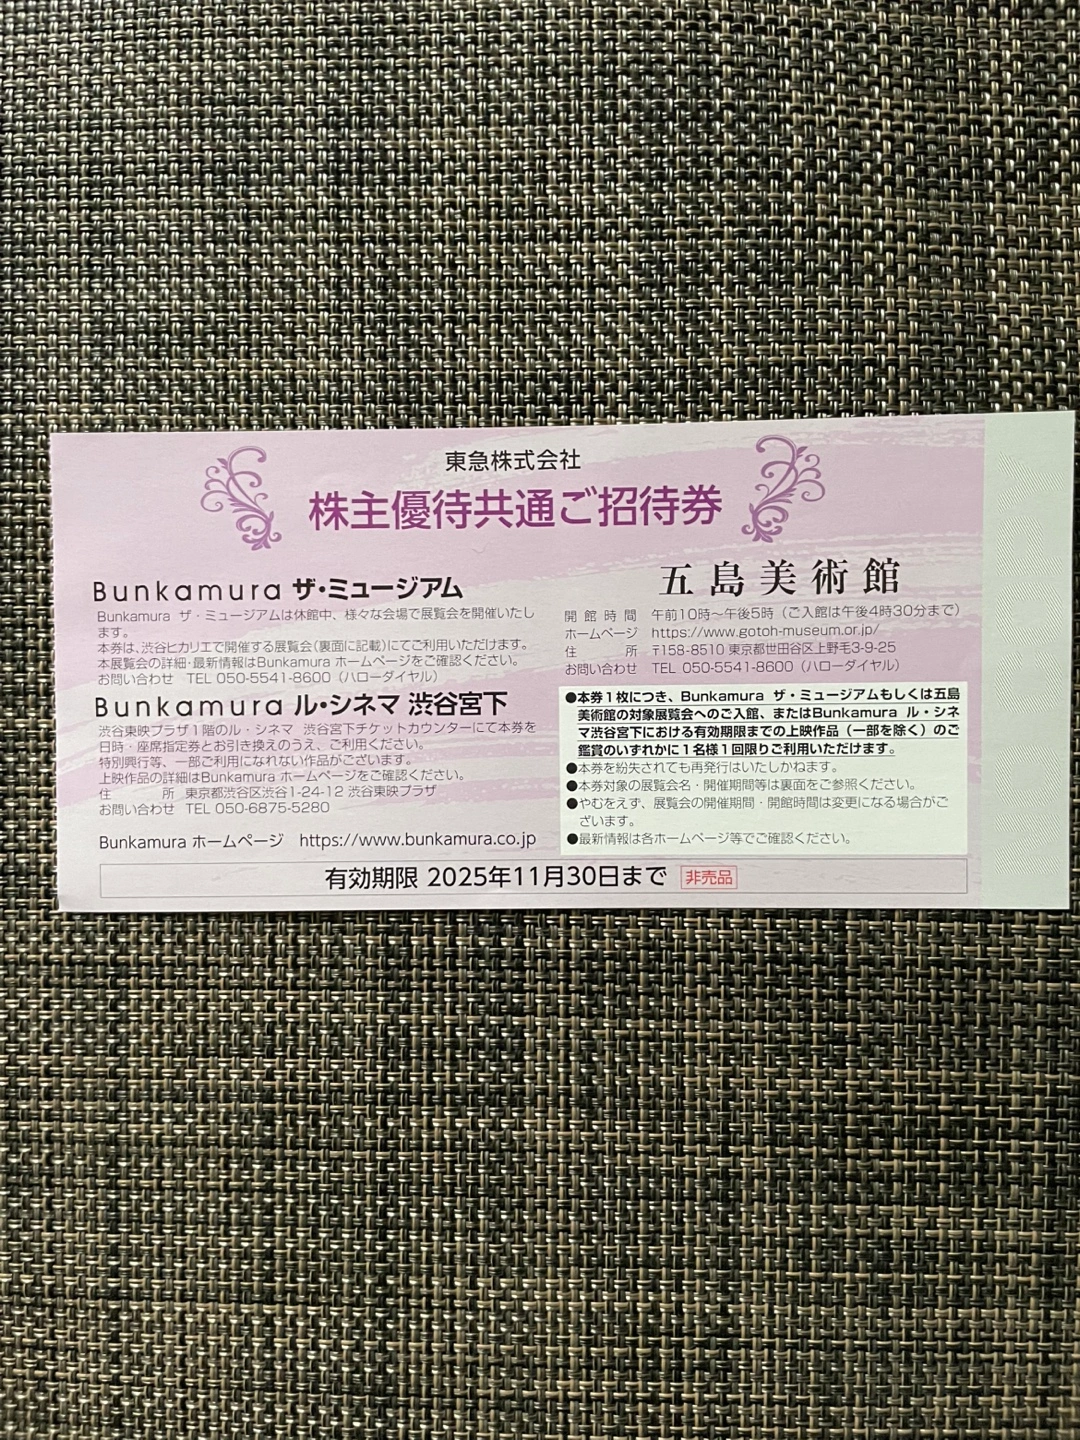 東急株式会社
株主優待共通ご招待券
Bunkamura ザ・ミュージアム
Bunkamura ザ・ミュージアムは休館中、様々な会場で展覧会を開催いたし
ます。
本券は、渋谷ヒカリエで開催する展覧会(裏面に記載)にてご利用いただけます。
本展覧会の詳細・最新情報はBunkamura ホームページをご確認ください。
お問い合わせ TEL 050-5541-8600(ハローダイヤル)
Bunkamura ル・シネマ 渋谷宮下
渋谷東映プラザ1階のル・シネマ 渋谷宮下チケットカウンターにて本券を
日時・座席指定券とお引き換えのうえ、ご利用ください。
特別興行等、一部ご利用になれない作品がございます。
上映作品の詳細はBunkamura ホームページをご確認ください。
住 所 東京都渋谷区渋谷1-24-12 渋谷東映プラザ
お問い合わせ TEL 050-6875-5280
Bunkamura ホームページ https://www.bunkamura.co.jp
五島美術館
開館時間 午前10時〜午後5時(ご入館は午後4時30分まで)
ホームページ https://www.gotoh-museum.or.jp/
住 所 〒158-8510 東京都世田谷区上野毛3-9-25
お問い合わせ TEL 050-5541-8600(ハローダイヤル)
●本券1枚につき、Bunkamura ザ・ミュージアムもしくは五島
美術館の対象展覧会へのご入館、またはBunkamura ル・シネ
マ渋谷宮下における有効期限までの上映作品(一部を除く)のご
鑑賞のいずれかに1名様1回限りご利用いただけます。
●本券を紛失されても再発行はいたしかねます。
●本券対象の展覧会名・開催期間等は裏面をご参照ください。
●やむをえず、展覧会の開催期間・開館時間は変更になる場合がご
ざいます。
●最新情報は各ホームページ等でご確認ください。
有効期限 2025年11月30日まで 非売品